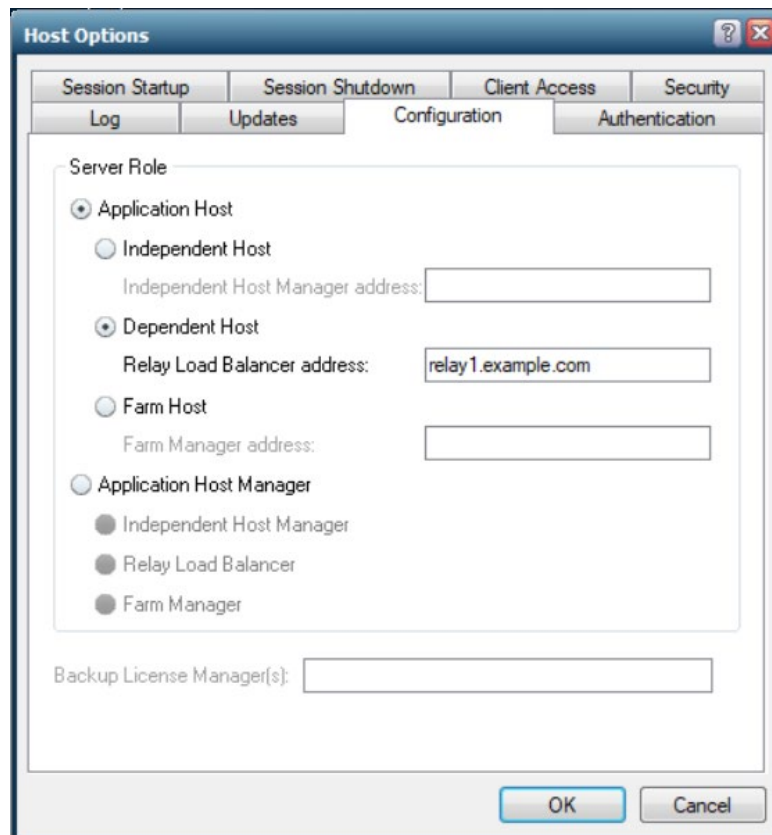 Host Options
Session Startup Session Shutdown Client Access Security
Log Updates Configuration Authentication
Server Role
Application Host
Independent Host
Independent Host Manager address:
Dependent Host
Relay Load Balancer address: relay1.example.com
Farm Host
Farm Manager address:
Application Host Manager
Independent Host Manager
Relay Load Balancer
Farm Manager
Backup License Manager(s):
OK Cancel